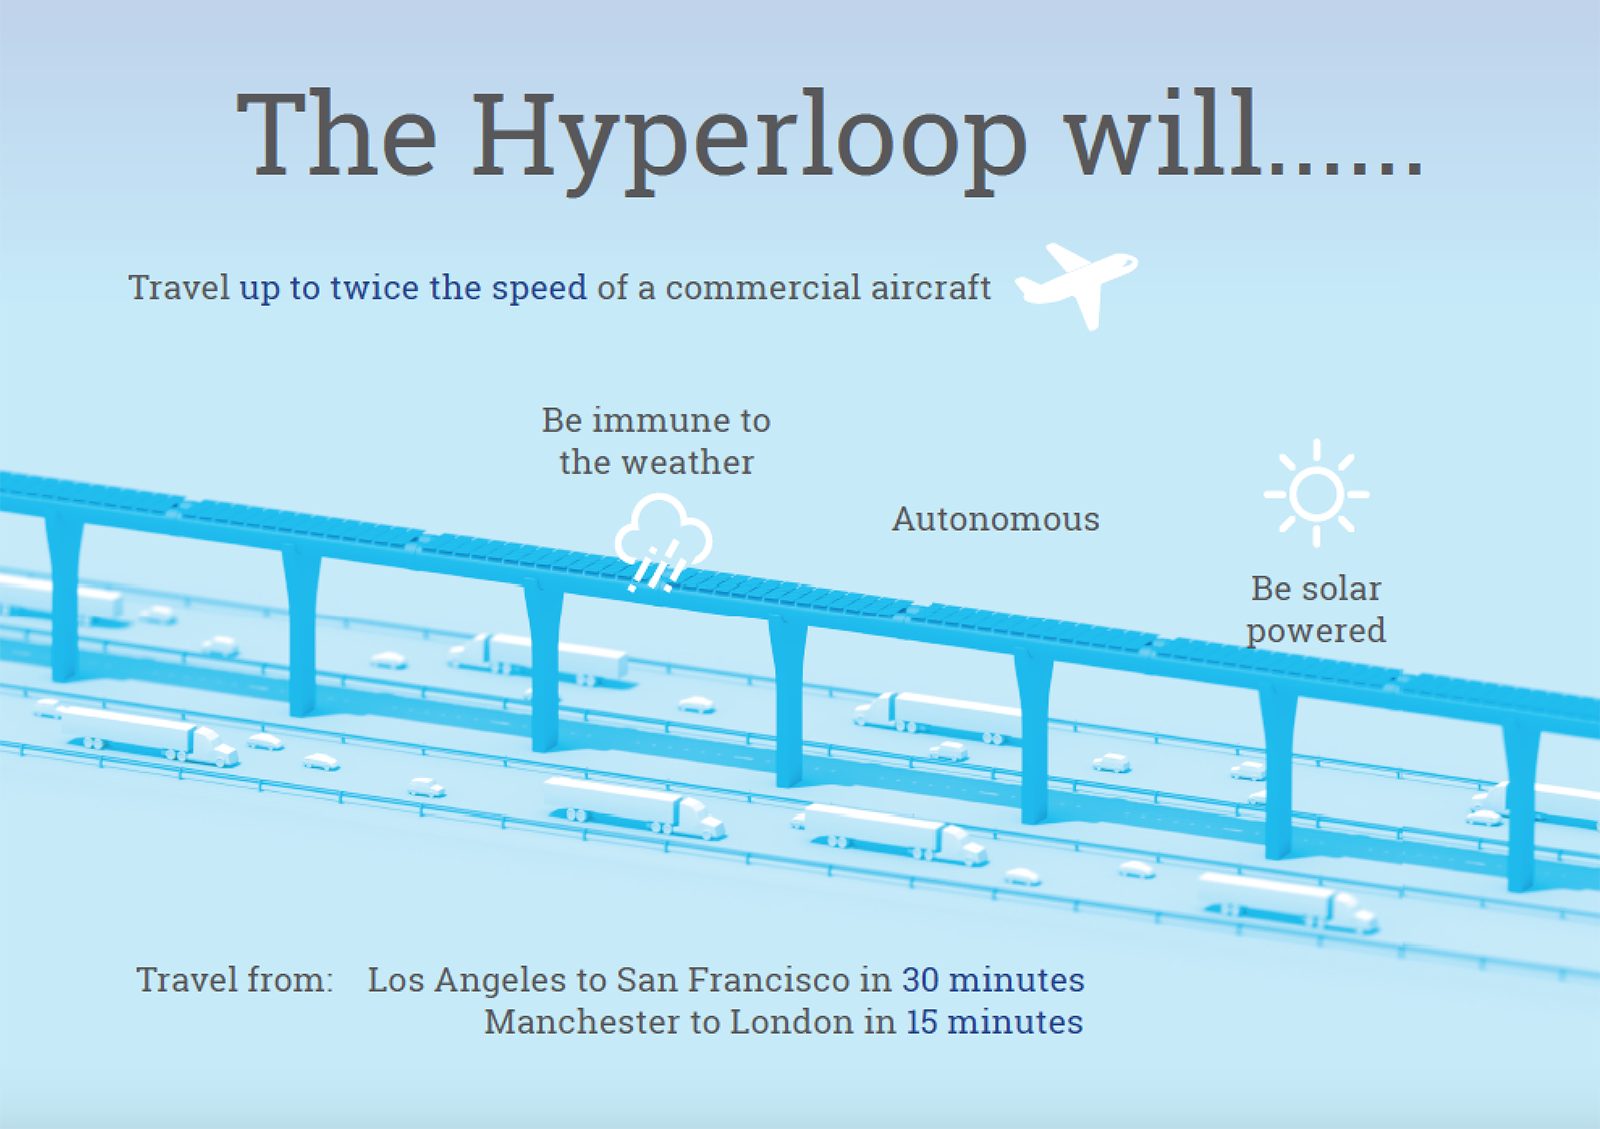 The Hyperloop will......
Travel up to twice the speed of a commercial aircraft
Be immune to
the weather
Autonomous
Be solar
powered
Travel from: Los Angeles to San Francisco in 30 minutes
Manchester to London in 15 minutes